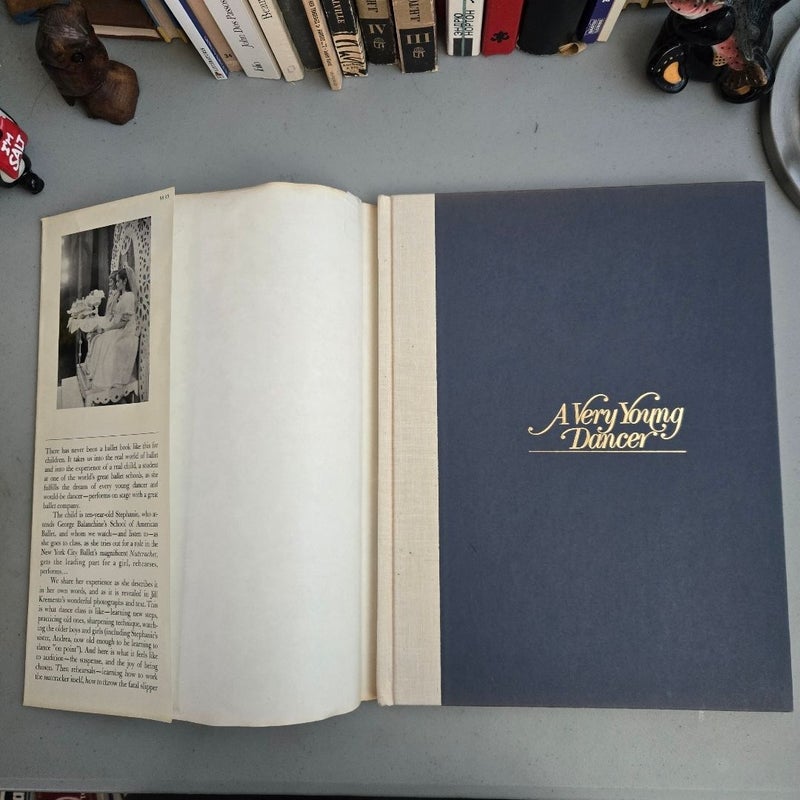 John Dos Passos
IV
III
НОРТОН
SALT
There has never been a ballet book like this for
children. It takes us into the real world of ballet
and into the experience of a real child, a student
at one of the world's great ballet schools, as she
fulfills the dream of every young dancer and
would-be dancer—performs on stage with a great
ballet company.
The child is ten-year-old Stephanie, who at-
tends George Balanchine's School of American
Ballet, and whom we watch—and listen to—as
she goes to class, as she tries out for a role in the
New York City Ballet's magnificent Nutcracker,
gets the leading part for a girl, rehearses,
performs...
We share her experience as she describes it
in her own words, and as it is revealed in Jill
Krementz's wonderful photographs and text. This
is what dance class is like—learning new steps,
practicing old ones, sharpening technique, watch-
ing the older boys and girls (including Stephanie's
sister, Andrea, now old enough to be learning to
dance "on point"). And here is what it feels like
to audition—the suspense, and the joy of being
chosen. Then rehearsals—learning how to work
the nutcracker itself, how to throw the fatal slipper
A Very Young
Dancer